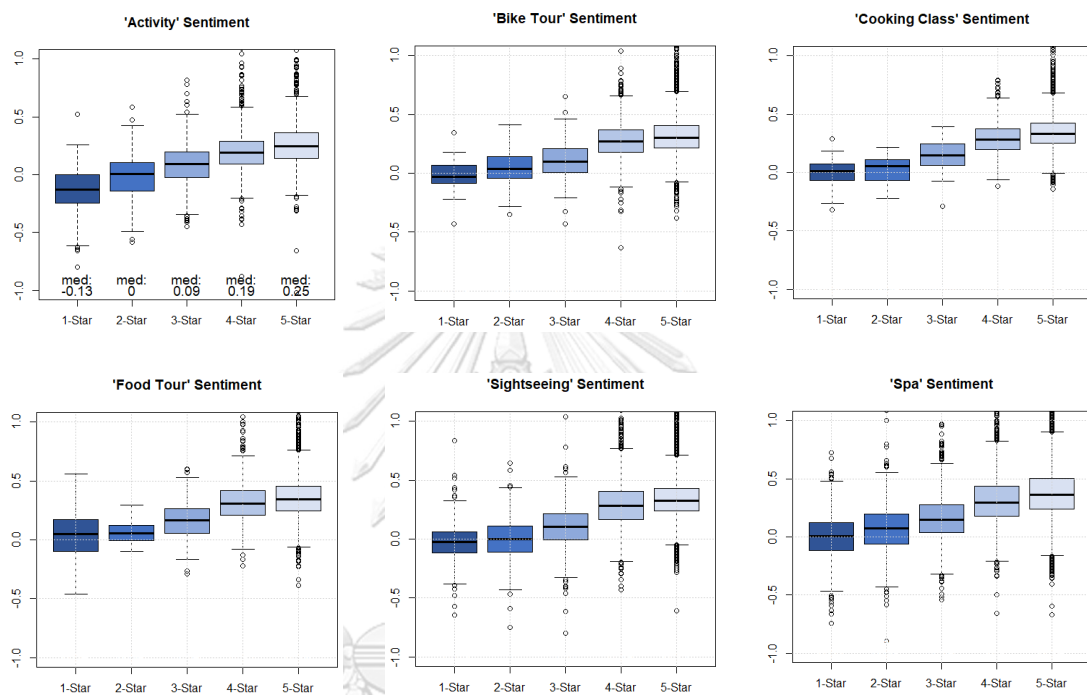 'Activity' Sentiment
1.0
0.5
0.0
-0.5
-1.0
med: med: med: med: med:
-0.13 0 0.09 0.19 0.25
1-Star 2-Star 3-Star 4-Star 5-Star
'Bike Tour' Sentiment
1.0
0.5
0.0
-0.5
-1.0
1-Star 2-Star 3-Star 4-Star 5-Star
'Cooking Class' Sentiment
1.0
0.5
0.0
-0.5
-1.0
1-Star 2-Star 3-Star 4-Star 5-Star
'Food Tour' Sentiment
1.0
0.5
0.0
-0.5
-1.0
1-Star 2-Star 3-Star 4-Star 5-Star
'Sightseeing' Sentiment
1.0
0.5
0.0
-0.5
-1.0
1-Star 2-Star 3-Star 4-Star 5-Star
'Spa' Sentiment
1.0
0.5
0.0
-0.5
-1.0
1-Star 2-Star 3-Star 4-Star 5-Star